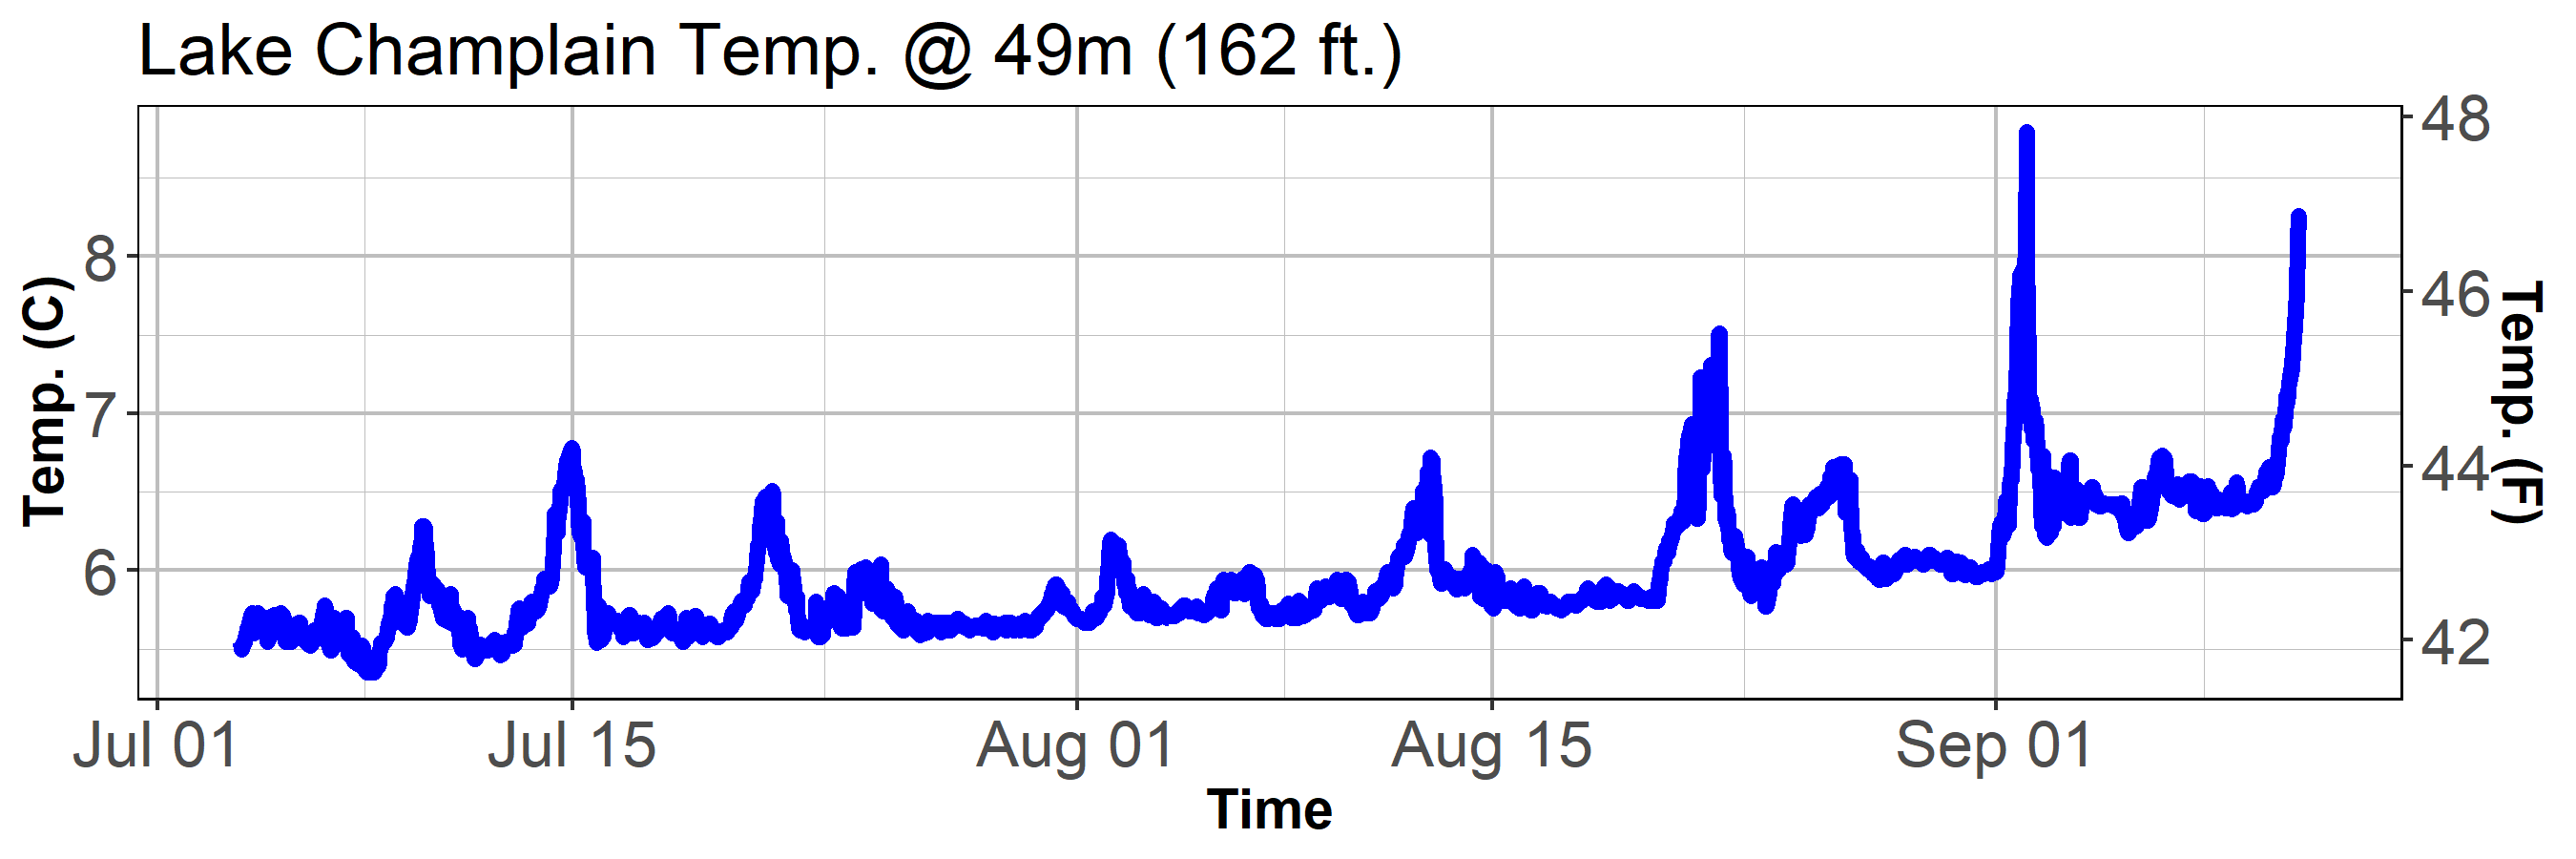 Lake Champlain Temp. @ 49m (162 ft.)
Temp. (C)
8
7
6
48
46
44
42
Temp. (F)
Jul 01
Jul 15
Aug 01
Aug 15
Sep 01
Time